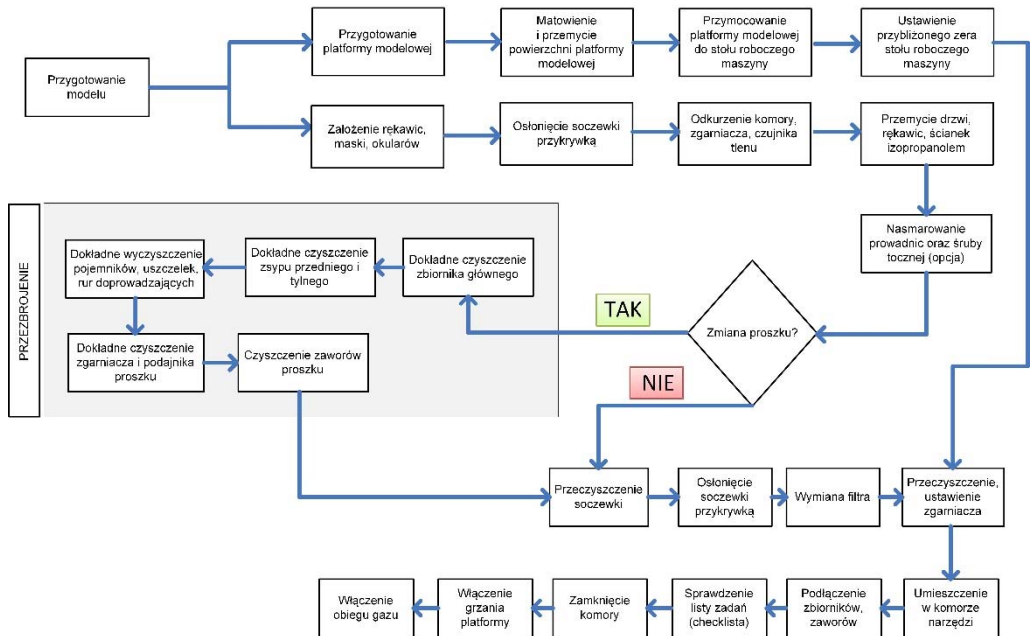 Przygotowanie
modelu
Przygotowanie
platformy modelowej
Matowienie
i przemycie
powierzchni platformy
modelowej
Przymocowanie
platformy modelowej
do stołu roboczego
maszyny
Ustawienie
przybliżonego zera
stołu roboczego
maszyny
Założenie rękawic,
maski, okularów
Osłonięcie soczewki
przykrywką
Odkurzenie komory,
zgarniacza, czujnika
tlenu
Przemycie drzwi,
rękawic, ścianek
izopropanolem
Nasmarowanie
prowadnic oraz śruby
tocznej (opcja)
Zmiana proszku?
TAK
NIE
PRZEZBROJENIE
Dokładne czyszczenie
zbiornika głównego
Dokładne czyszczenie
zsypu przedniego i
tylnego
Dokładne wyczyszczenie
pojemników, uszczelek,
rur doprowadzających
Dokładne czyszczenie
zgarniacza i podajnika
proszku
Czyszczenie zaworów
proszku
Przeczyszczenie
soczewki
Osłonięcie
soczewki
przykrywką
Wymiana filtra
Przeczyszczenie,
ustawienie
zgarniacza
Umieszczenie
w komorze
narzędzi
Podłączenie
zbiorników,
zaworów
Sprawdzenie
listy zadań
(checklista)
Zamknięcie
komory
Włączenie
grzania
platformy
Włączenie
obiegu gazu